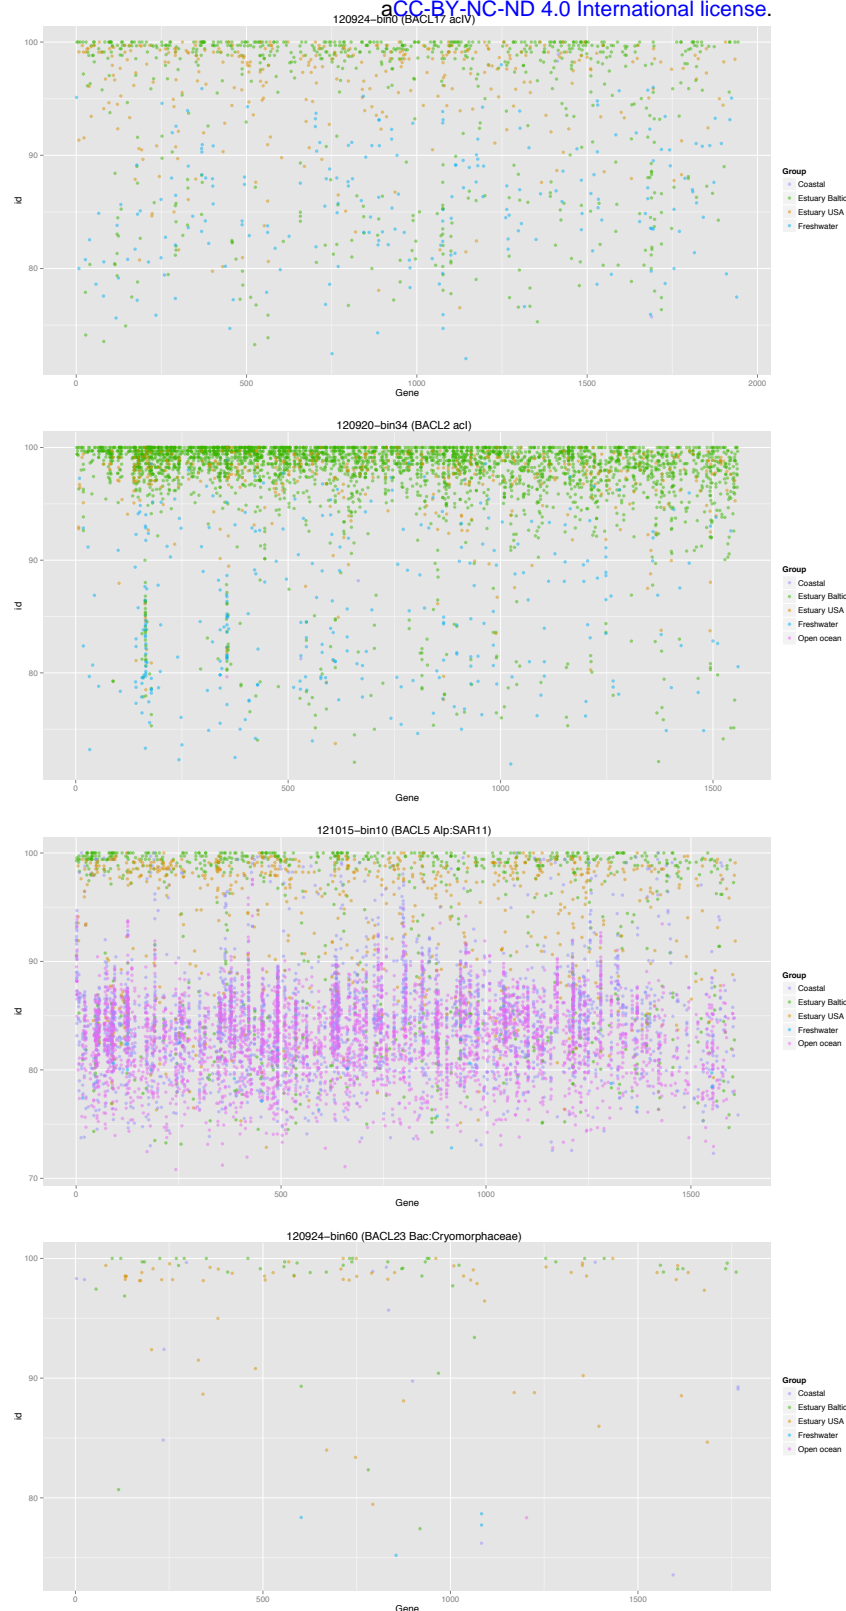 aCC-BY-NC-ND 4.0 International license.
120924-bin0 (BACL17 acIV)
100
90
80
id
0
500
1000
1500
2000
Gene
Group
Coastal
Estuary Baltic
Estuary USA
Freshwater
120920-bin34 (BACL2 acI)
100
90
80
id
0
500
1000
1500
Gene
Group
Coastal
Estuary Baltic
Estuary USA
Freshwater
Open ocean
121015-bin10 (BACL5 Alp:SAR11)
100
90
80
70
id
0
500
1000
1500
Gene
Group
Coastal
Estuary Baltic
Estuary USA
Freshwater
Open ocean
120924-bin60 (BACL23 Bac:Cryomorphaceae)
100
90
80
id
0
500
1000
1500
Gene
Group
Coastal
Estuary Baltic
Estuary USA
Freshwater
Open ocean